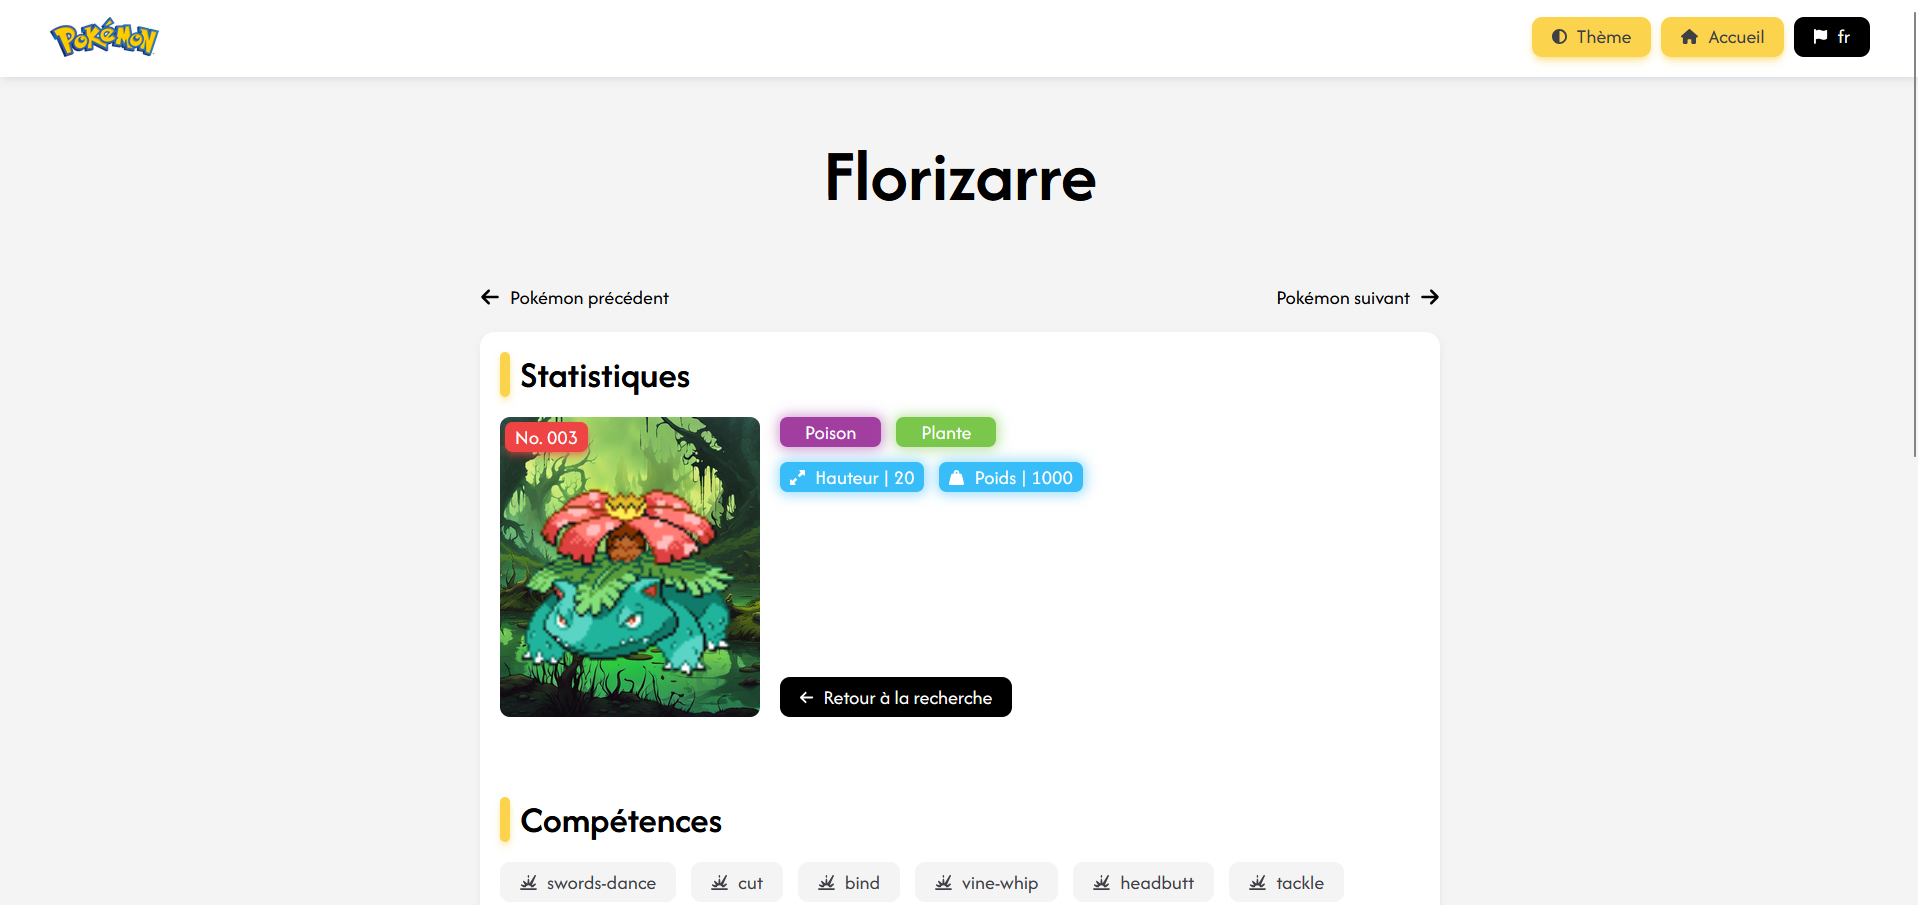 Pokémon
Thème
Accueil
fr
Florizarre
Pokémon précédent
Pokémon suivant
Statistiques
No. 003
Poison
Plante
Hauteur | 20
Poids | 1000
Retour à la recherche
Compétences
swords-dance
cut
bind
vine-whip
headbutt
tackle